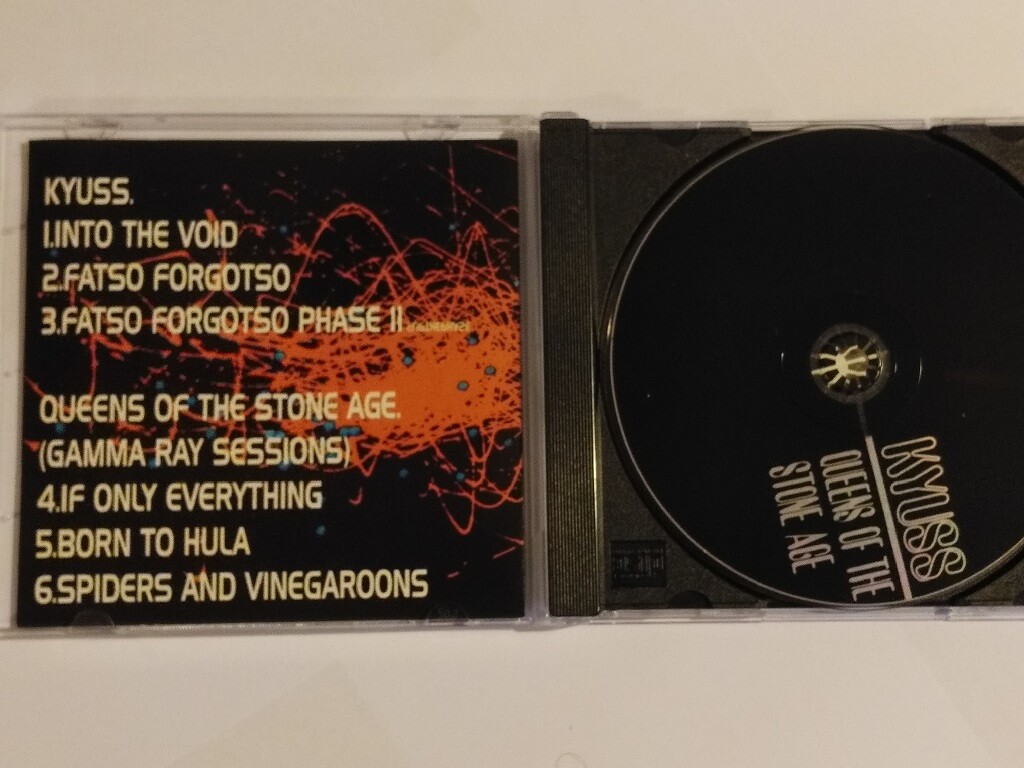 KYUSS.
1.INTO THE VOID
2.FATSO FORGOTSO
3.FATSO FORGOTSO PHASE II
QUEENS OF THE STONE AGE.
(GAMMA RAY SESSIONS)
4.IF ONLY EVERYTHING
5.BORN TO HULA
6.SPIDERS AND VINEGAROONS
KYUSS
QUEENS OF THE
STONE AGE